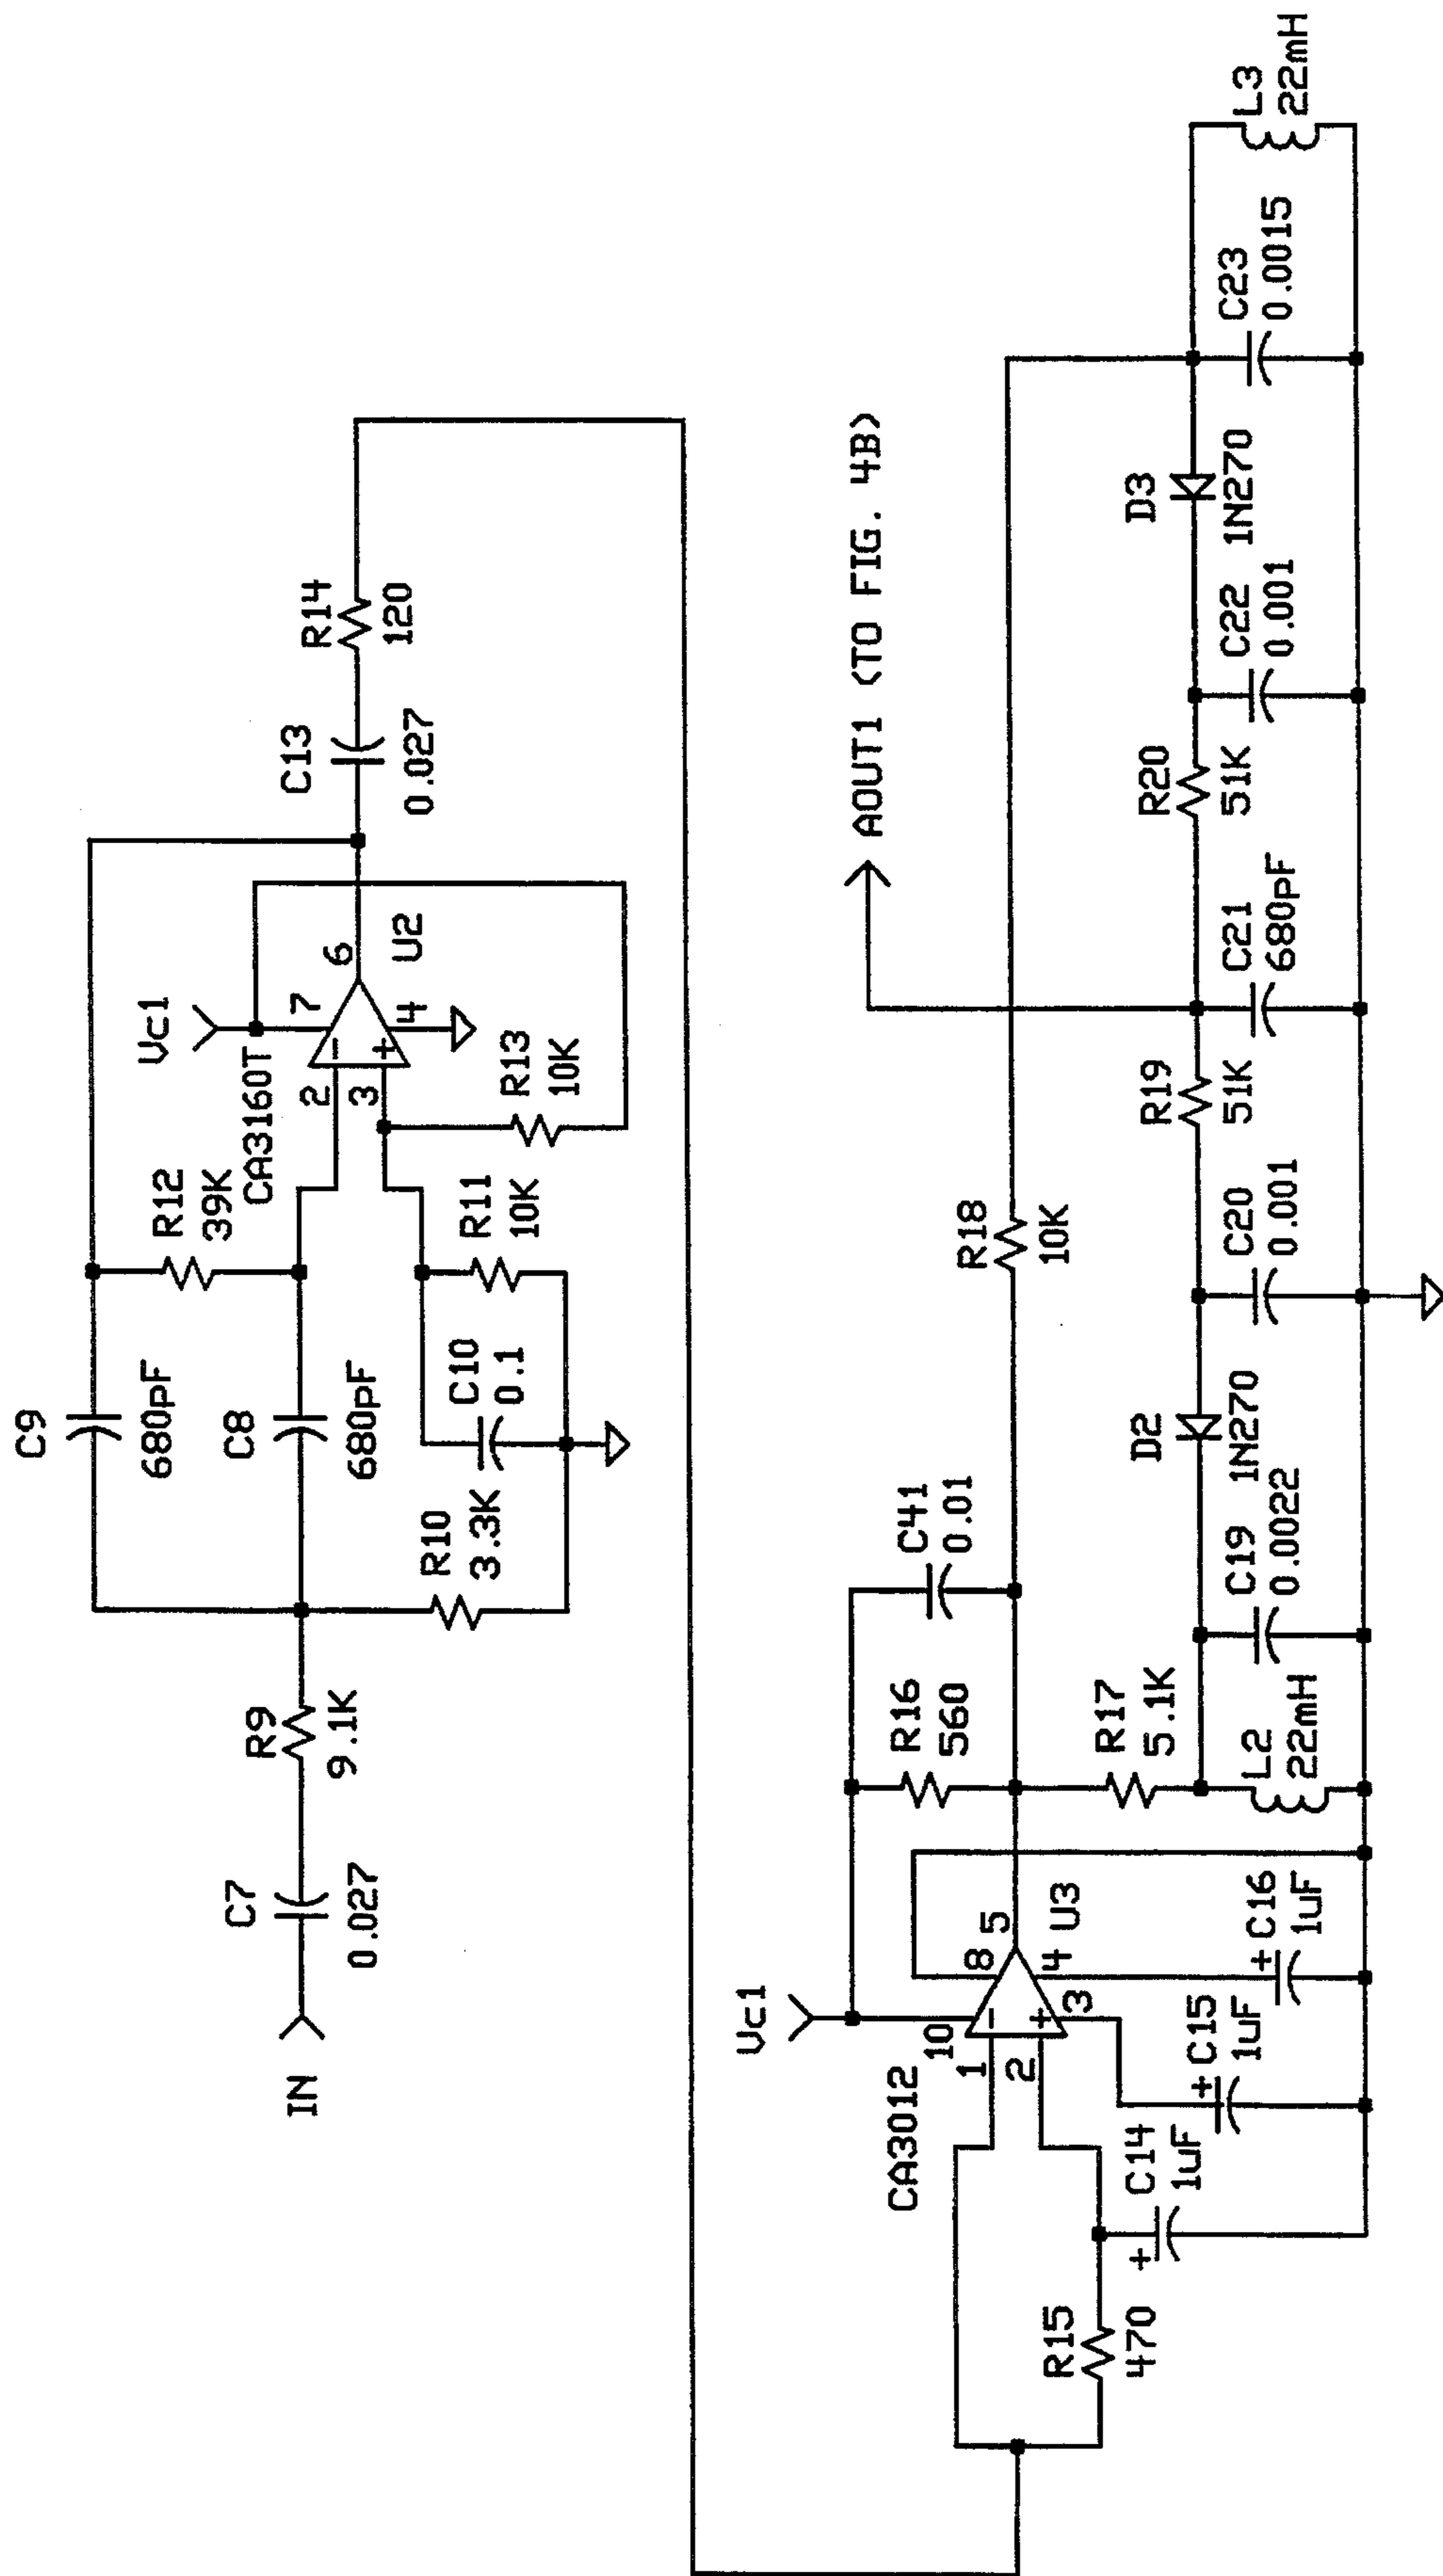 IN
C7
0.027
R9
9.1K
C9
680pF
C8
680pF
R10
3.3K
C10
0.1
R12
39K
R11
10K
CA3160T
Vc1
2
3
7
4
6
U2
R13
10K
C13
0.027
R14
120
R15
470
C14
+
1uF
CA3012
Vc1
10
1
2
-
+
8
5
3
4
U3
C15
+
1uF
C16
+
1uF
R16
560
C41
0.01
R17
5.1K
L2
22mH
C19
0.0022
D2
1N270
C20
0.001
R18
10K
R19
51K
C21
680pF
AOUT1 (TO FIG. 4B)
R20
51K
C22
0.001
D3
1N270
C23
0.0015
L3
22mH